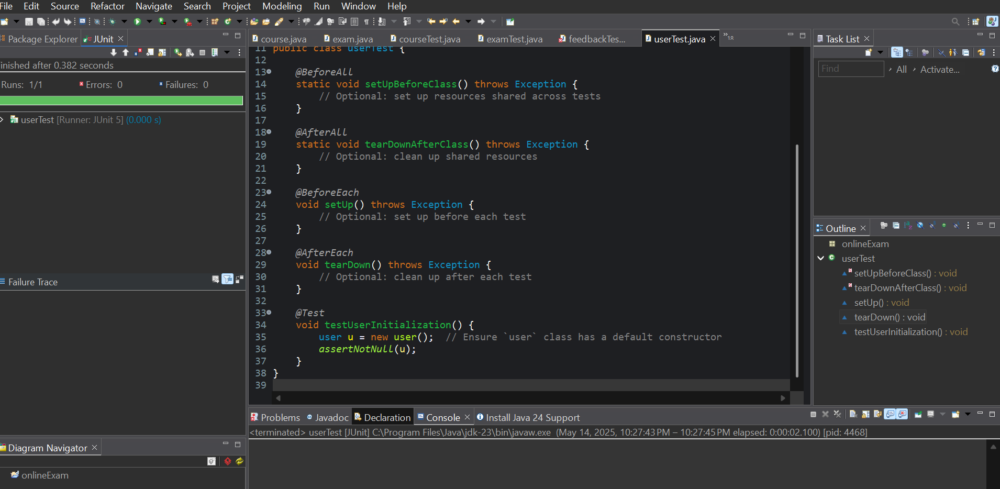 File Edit Source Refactor Navigate Search Project Modeling Run Window Help
Package Explorer JUnit
course.java exam.java courseTest.java examTest.java feedbackTes... userTest.java »18
Task List
Finished after 0.382 seconds
Runs: 1/1 Errors: 0 Failures: 0
userTest [Runner: JUnit 5] (0.000 s)
Failure Trace
Diagram Navigator
onlineExam
11 public class userTest {
12
13 @BeforeAll
14 static void setUpBeforeClass() throws Exception {
15 // Optional: set up resources shared across tests
16 }
17
18 @AfterAll
19 static void tearDownAfterClass() throws Exception {
20 // Optional: clean up shared resources
21 }
22
23 @BeforeEach
24 void setUp() throws Exception {
25 // Optional: set up before each test
26 }
27
28 @AfterEach
29 void tearDown() throws Exception {
30 // Optional: clean up after each test
31 }
32
33 @Test
34 void testUserInitialization() {
35 user u = new user(); // Ensure `user` class has a default constructor
36 assertNotNull(u);
37 }
38 }
39
Find All Activate...
Outline
onlineExam
userTest
setUpBeforeClass() : void
tearDownAfterClass() : void
setUp() : void
tearDown() : void
testUserInitialization() : void
Problems Javadoc Declaration Console Install Java 24 Support
<terminated> userTest [JUnit] C:\Program Files\Java\jdk-23\bin\javaw.exe (May 14, 2025, 10:27:43 PM – 10:27:45 PM elapsed: 0:00:02.100) [pid: 4468]